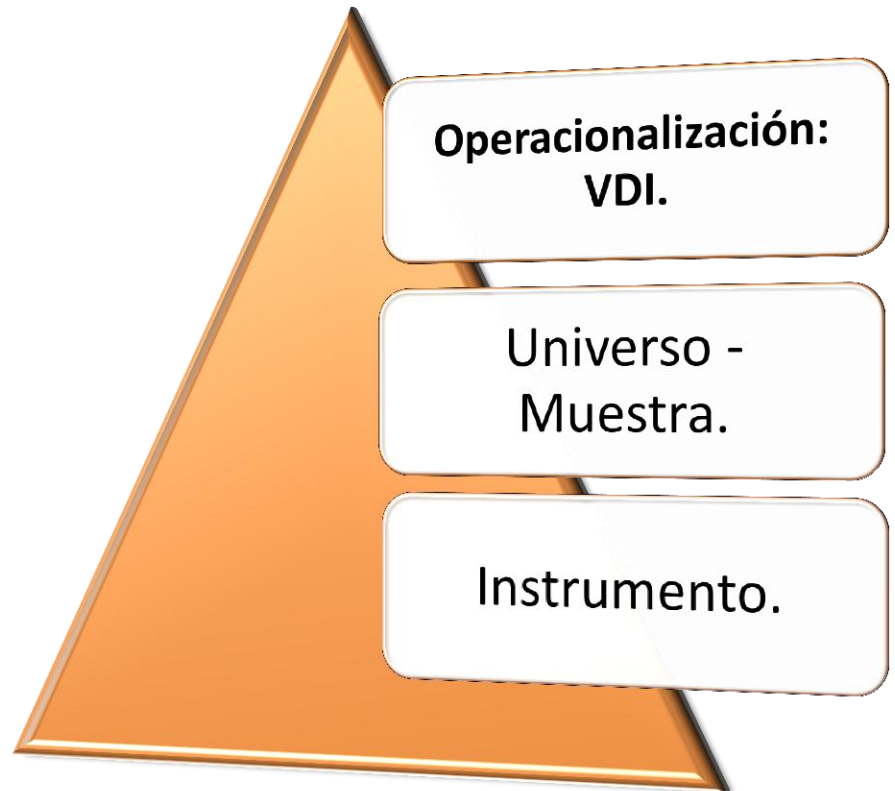 Operacionalización:
VDI.
Universo -
Muestra.
Instrumento.